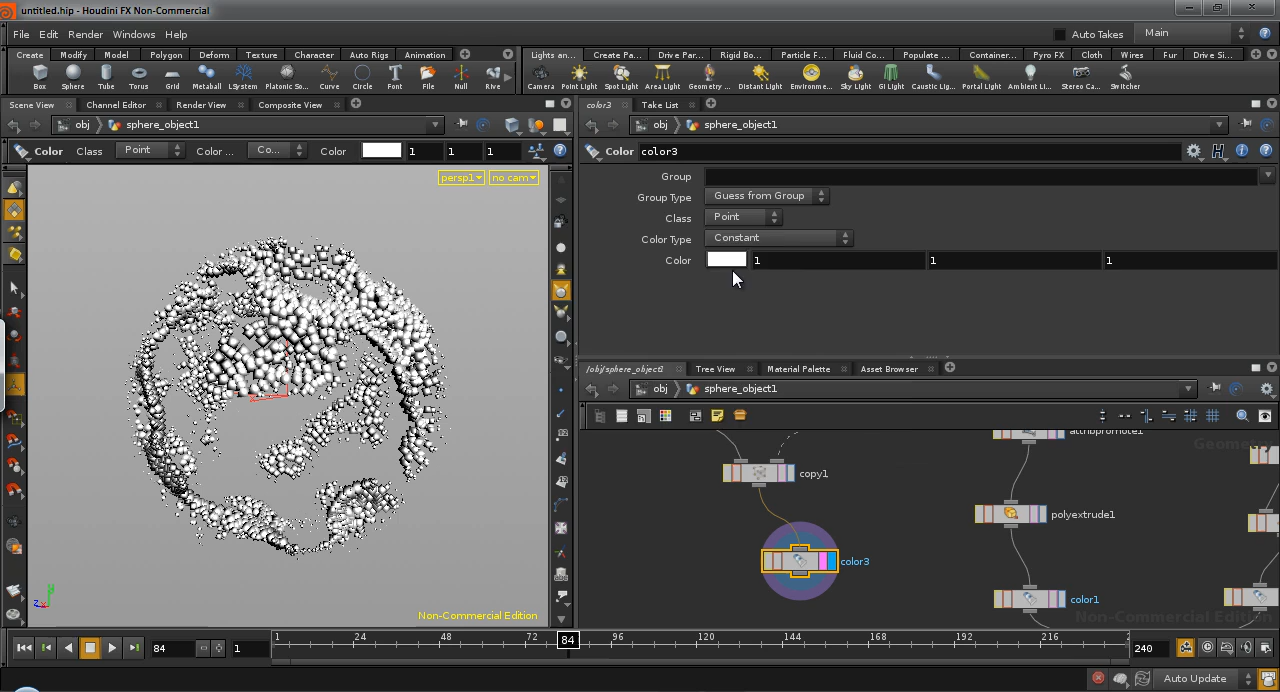 untitled.hip - Houdini FX Non-Commercial
File Edit Render Windows Help
Auto Takes Main
Create Modify Model Polygon Deform Texture Character Auto Rigs Animation
Lights an... Create Pa... Drive Par... Rigid Bo... Particle F... Fluid Co... Populate ... Container... Pyro FX Cloth Wires Fur Drive Si...
Box Sphere Tube Torus Grid Metaball LSystem Platonic So... Curve Circle Font File Null Rive
Camera Point Light Spot Light Area Light Geometry ... Distant Light Environme... Sky Light GI Light Caustic Lig... Portal Light Ambient Li... Stereo Ca... Switcher
Scene View Channel Editor Render View Composite View
color3 Take List
obj sphere_object1
obj sphere_object1
Color Class Point Color ... Co... Color 1 1 1
Color color3
persp1 no cam
Group
Group Type Guess from Group
Class Point
Color Type Constant
Color 1 1 1
/obj/sphere_object1 Tree View Material Palette Asset Browser
obj sphere_object1
attribpromote1
Geometry
copy1
polyextrude1
color3
color1
Non-Commercial Edition
Non-Commercial Edition
84 1
1 24 48 72 84 96 120 144 168 192 216 2
240
Auto Update